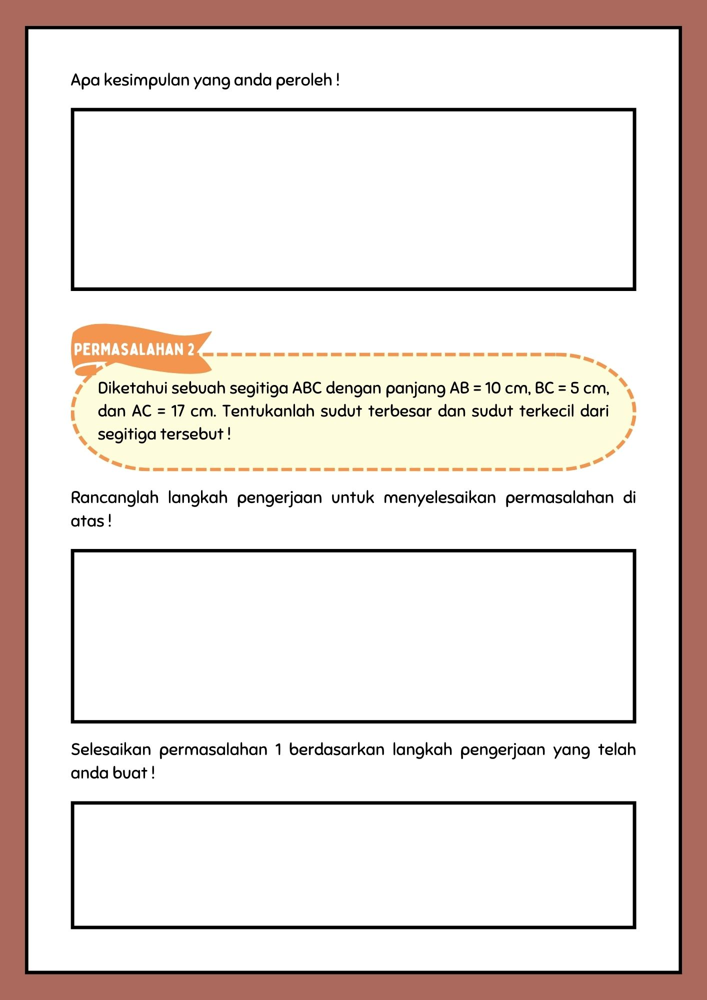 Apa kesimpulan yang anda peroleh !
PERMASALAHAN 2
Diketahui sebuah segitiga ABC dengan panjang AB = 10 cm, BC = 5 cm,
dan AC = 17 cm. Tentukanlah sudut terbesar dan sudut terkecil dari
segitiga tersebut !
Rancanglah langkah pengerjaan untuk menyelesaikan permasalahan di
atas !
Selesaikan permasalahan 1 berdasarkan langkah pengerjaan yang telah
anda buat !